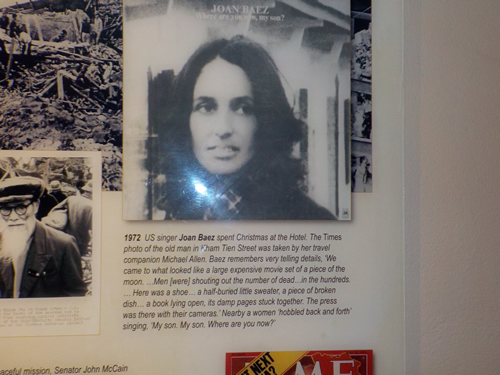 JOAN BAEZ
Where are you now, my son?
1972 US singer Joan Baez spent Christmas at the Hotel. The Times
photo of the old man in Kham Tien Street was taken by her travel
companion Michael Allen. Baez remembers very telling details, 'We
came to what looked like a large expensive movie set of a piece of the
moon. ...Men [were] shouting out the number of dead...in the hundreds.
... Here was a shoe... a half-buried little sweater, a piece of broken
dish... a book lying open, its damp pages stuck together. The press
was there with their cameras.' Nearby a women 'hobbled back and forth'
singing, 'My son. My son. Where are you now?'
aceful mission, Senator John McCain
NEXT